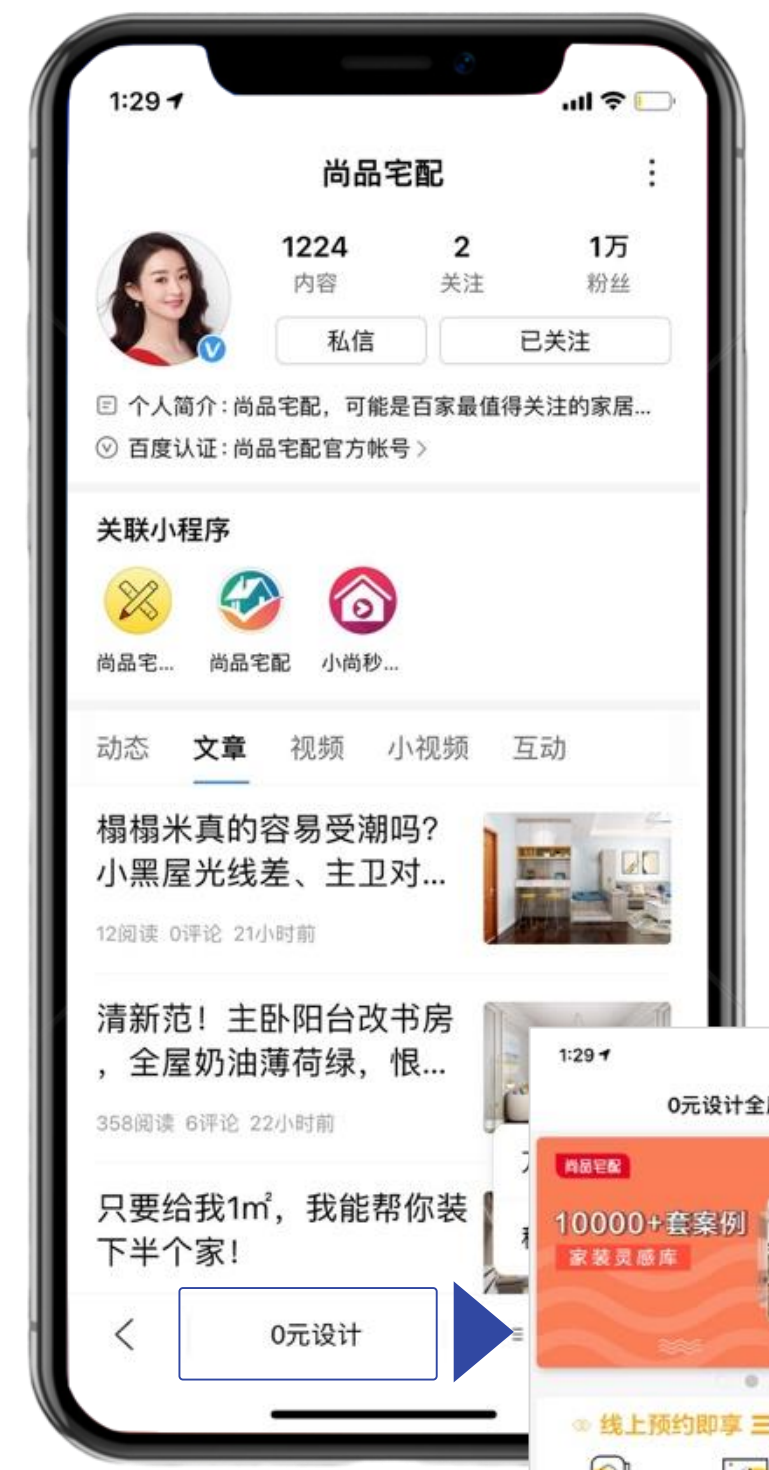 1:29
尚品宅配
1224
2
1万
内容
关注
粉丝
私信
已关注
个人简介:尚品宅配，可能是百家最值得关注的家居...
百度认证:尚品宅配官方帐号
关联小程序
尚品宅...
尚品宅配
小尚秒...
动态
文章
视频
小视频
互动
榻榻米真的容易受潮吗？
小黑屋光线差、主卫对...
12阅读 0评论 21小时前
清新范！主卧阳台改书房
，全屋奶油薄荷绿，恨...
358阅读 6评论 22小时前
只要给我1㎡，我能帮你装
下半个家！
0元设计
1:29
0元设计全
尚品宅配
10000+套案例
家装灵感库
线上预约即享